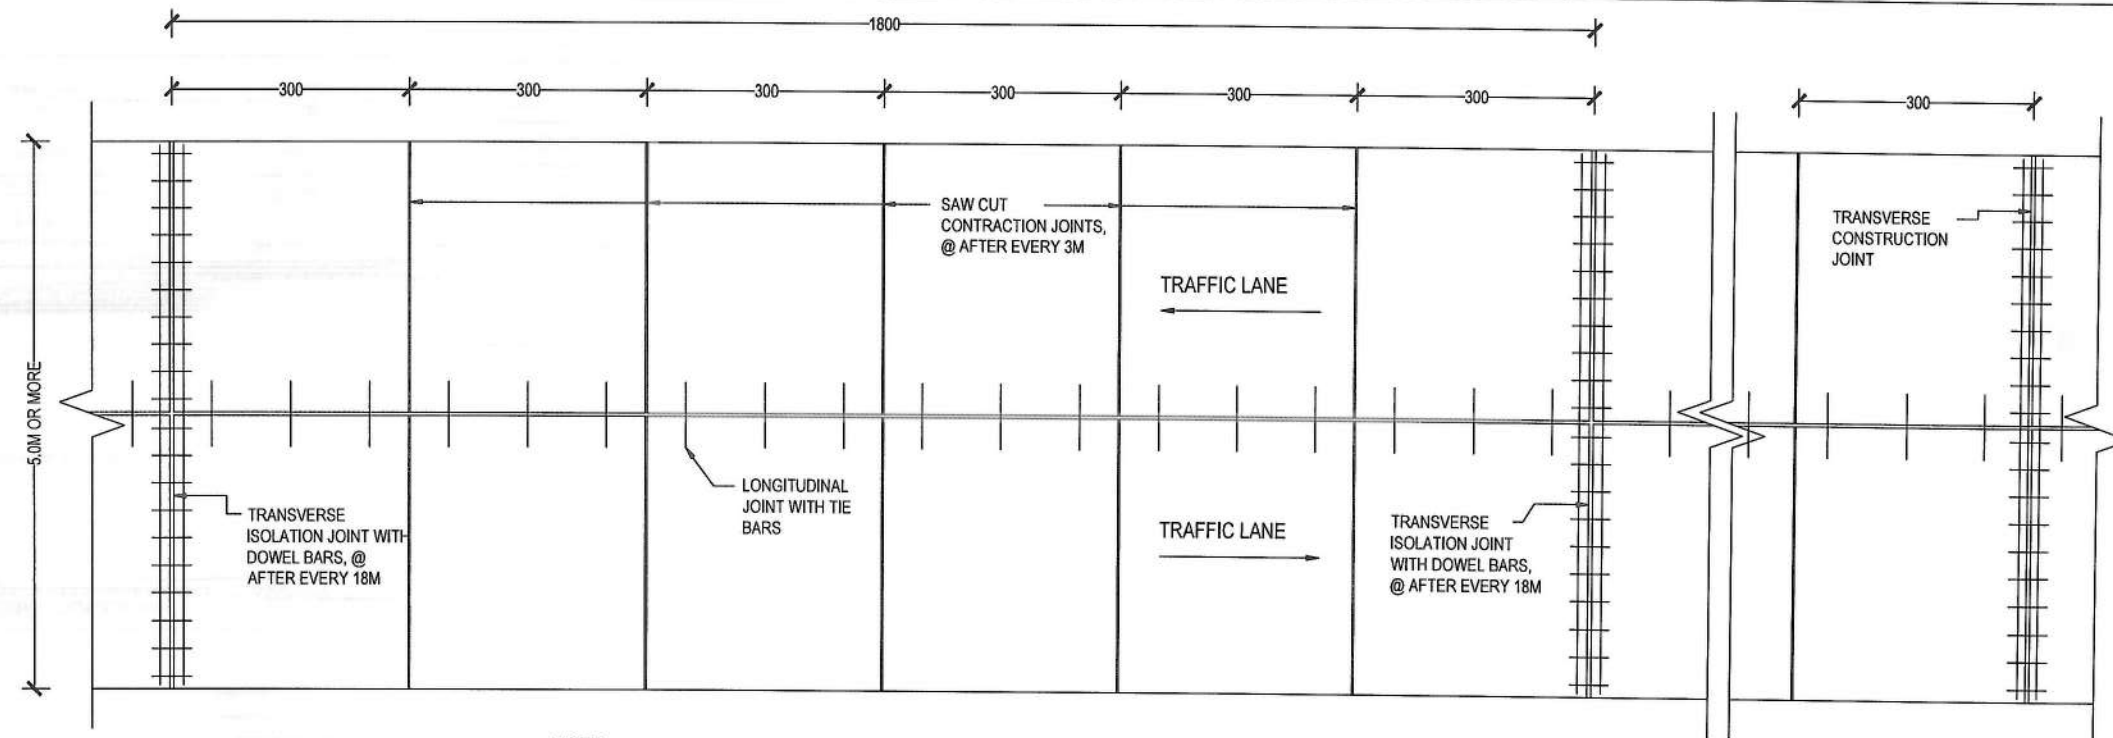 1800
300
300
300
300
300
300
300
SAW CUT
CONTRACTION JOINTS,
@ AFTER EVERY 3M
TRANSVERSE
CONSTRUCTION
JOINT
TRAFFIC LANE
5.0M OR MORE
LONGITUDINAL
JOINT WITH TIE
BARS
TRANSVERSE
ISOLATION JOINT WITH
DOWEL BARS, @
AFTER EVERY 18M
TRAFFIC LANE
TRANSVERSE
ISOLATION JOINT
WITH DOWEL BARS,
@ AFTER EVERY 18M